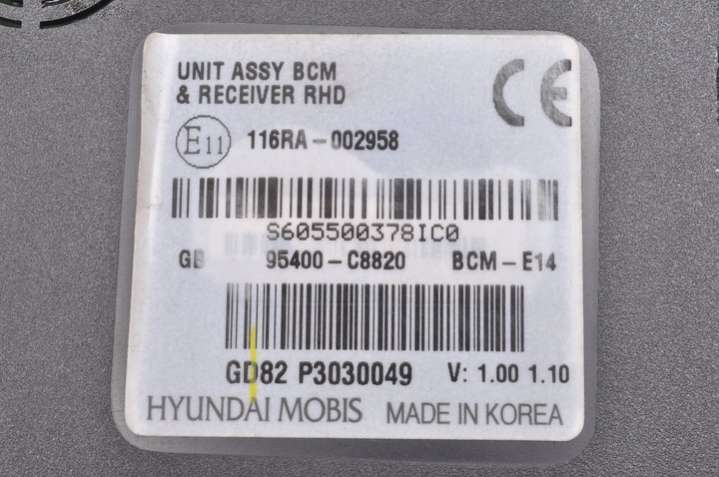 UNIT ASSY BCM
& RECEIVER RHD
CE
E11 116RA-002958
S605500378IC0
GB 95400-C8820 BCM-E14
GD82 P3030049 V: 1.00 1.10
HYUNDAI MOBIS MADE IN KOREA